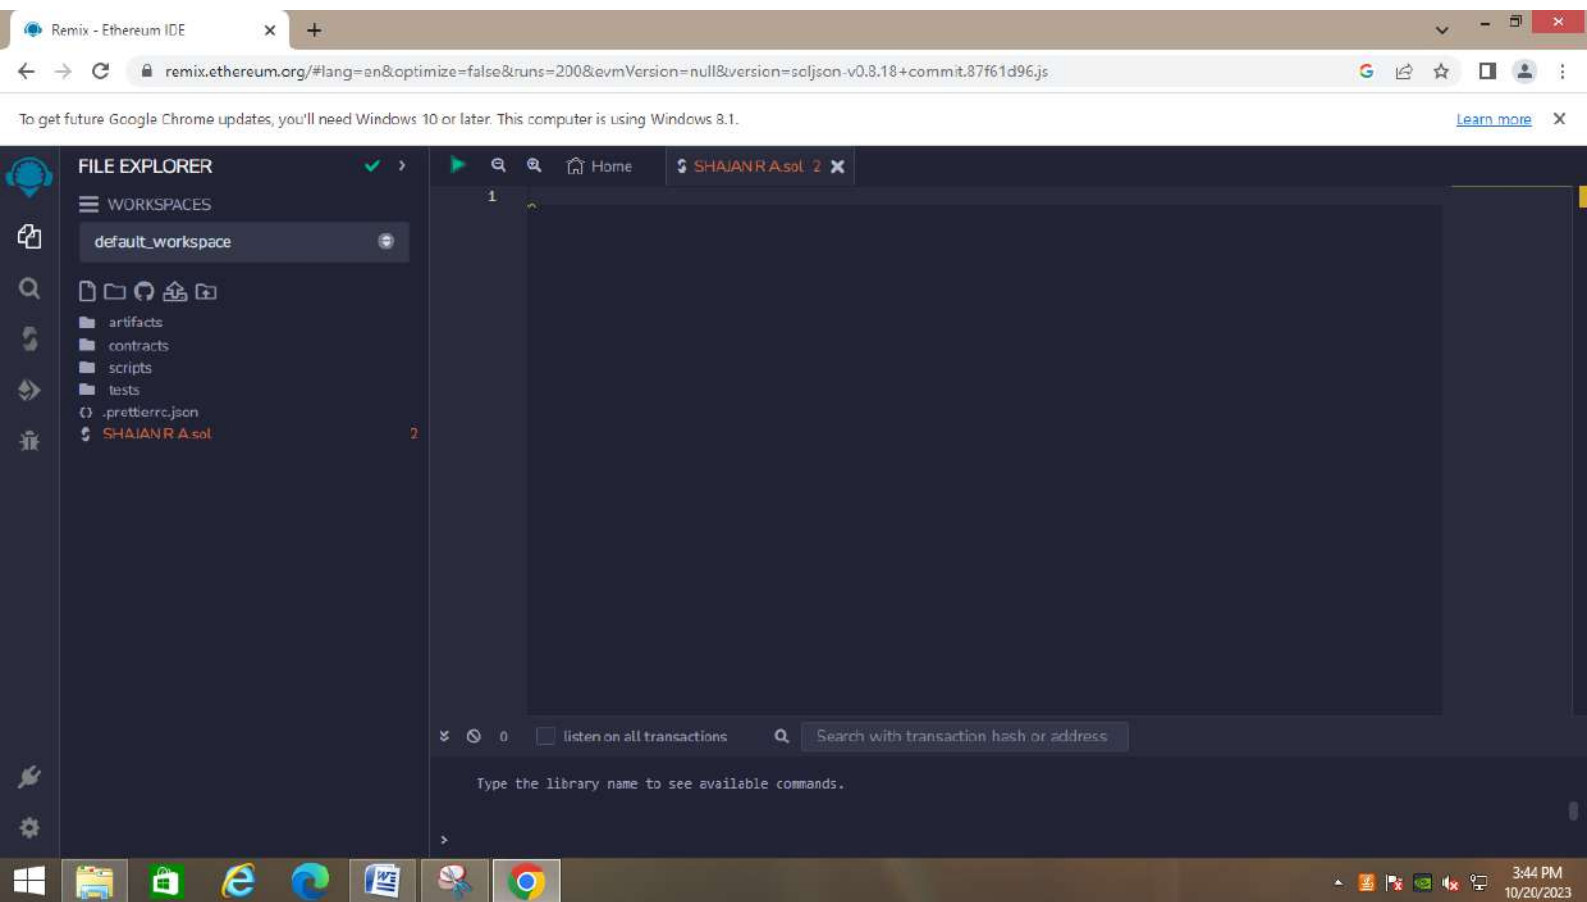 Remix - Ethereum IDE
remix.ethereum.org/#lang=en&optimize=false&runs=200&evmVersion=null&version=soljson-v0.8.18+commit.87f61d96.js
To get future Google Chrome updates, you'll need Windows 10 or later. This computer is using Windows 8.1.
Learn more
FILE EXPLORER
Home
SHAJAN R A.sol 2
WORKSPACES
1
default_workspace
artifacts
contracts
scripts
tests
.prettierrc.json
SHAJAN R A.sol 2
0
listen on all transactions
Search with transaction hash or address
Type the library name to see available commands.
>
3:44 PM
10/20/2023